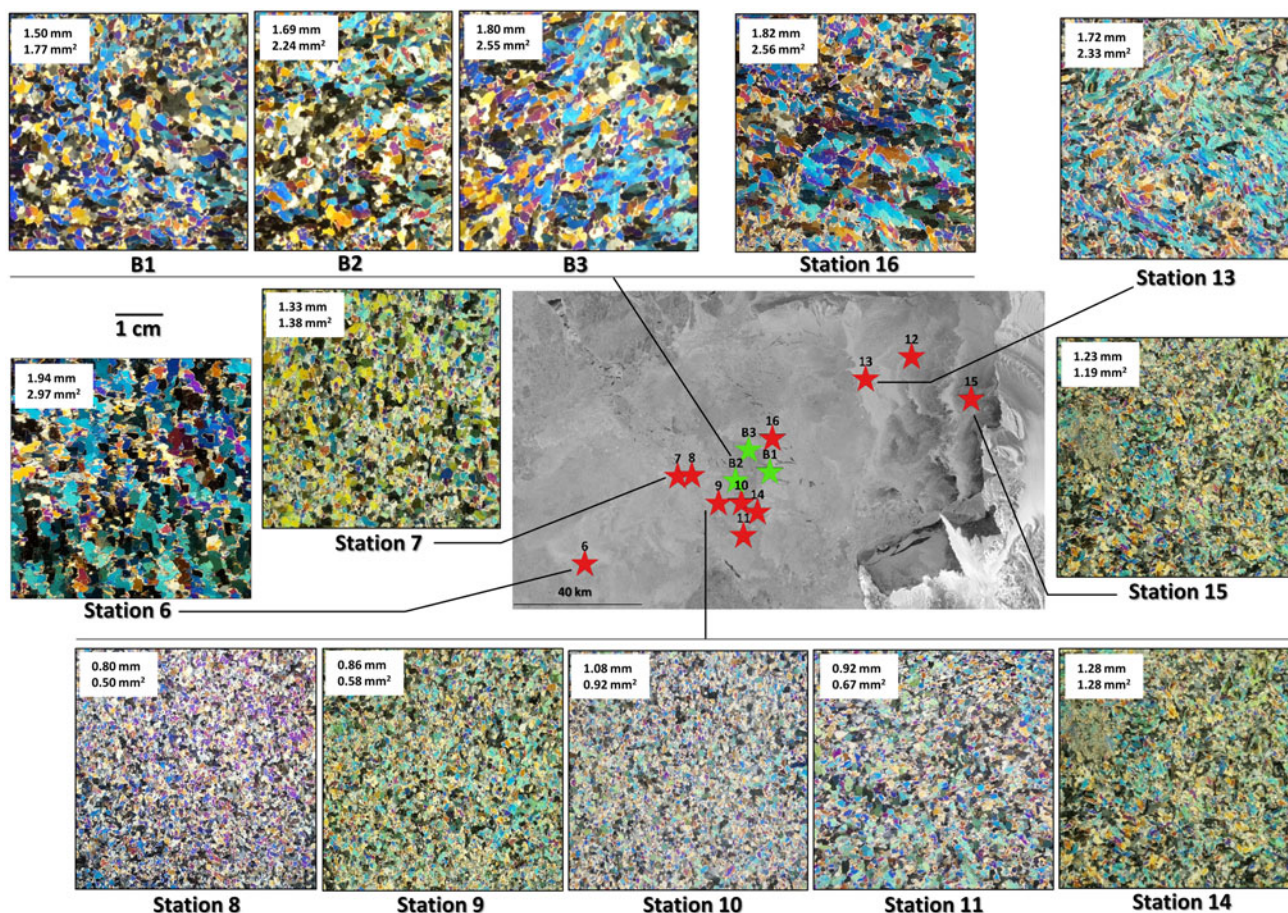 1.50 mm
1.77 mm²
1.69 mm
2.24 mm²
1.80 mm
2.55 mm²
1.82 mm
2.56 mm²
1.72 mm
2.33 mm²
B1
B2
B3
Station 16
Station 13
1 cm
1.33 mm
1.38 mm²
1.94 mm
2.97 mm²
1.23 mm
1.19 mm²
12
13
15
16
B3
B1
B2
7
8
9
10
14
11
6
40 km
Station 7
Station 6
Station 15
0.80 mm
0.50 mm²
0.86 mm
0.58 mm²
1.08 mm
0.92 mm²
0.92 mm
0.67 mm²
1.28 mm
1.28 mm²
Station 8
Station 9
Station 10
Station 11
Station 14